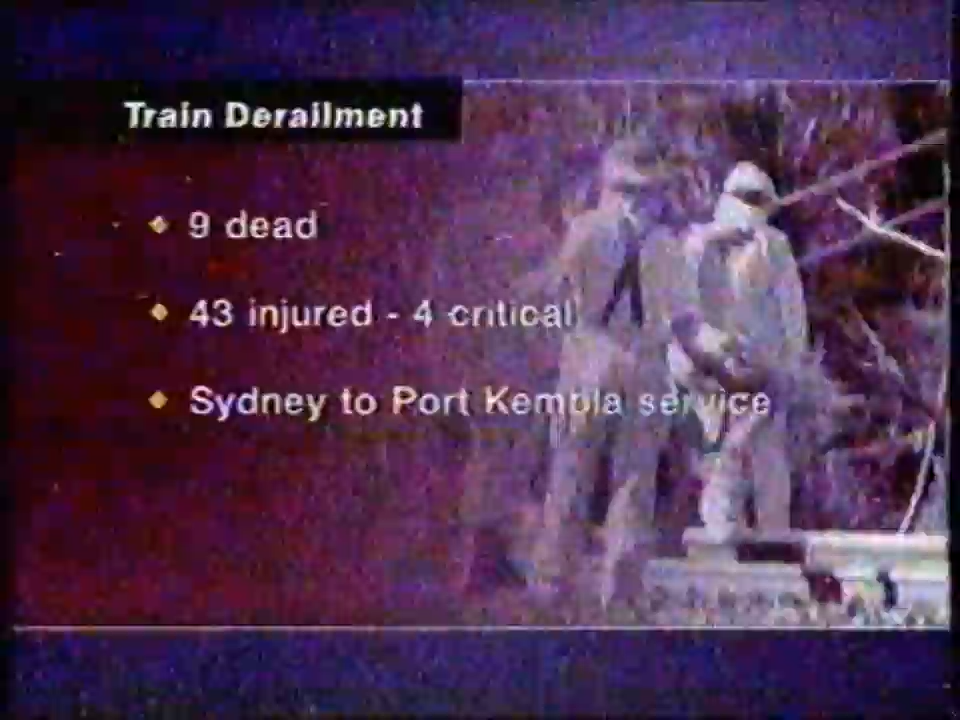 Train Derailment
9 dead
43 injured - 4 critical
Sydney to Port Kembla service